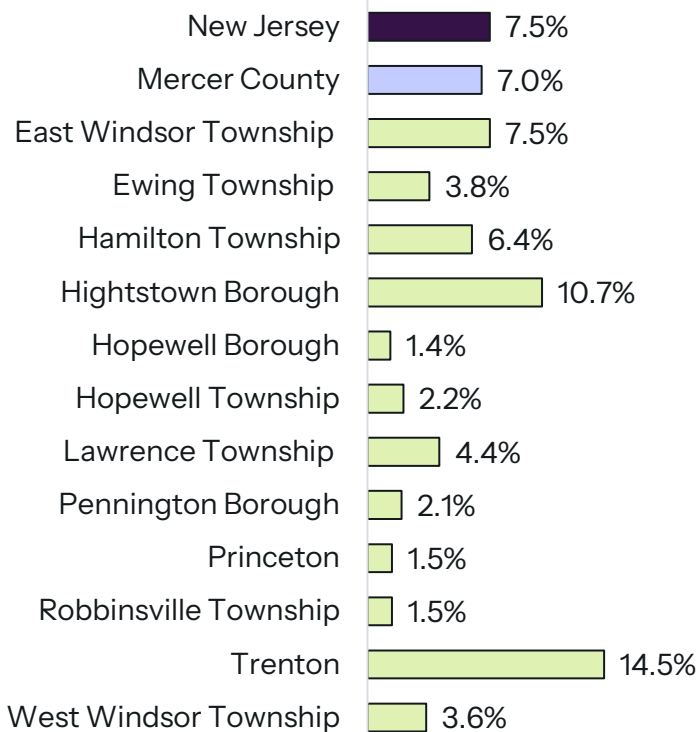 New Jersey 7.5%
Mercer County 7.0%
East Windsor Township 7.5%
Ewing Township 3.8%
Hamilton Township 6.4%
Hightstown Borough 10.7%
Hopewell Borough 1.4%
Hopewell Township 2.2%
Lawrence Township 4.4%
Pennington Borough 2.1%
Princeton 1.5%
Robbinsville Township 1.5%
Trenton 14.5%
West Windsor Township 3.6%